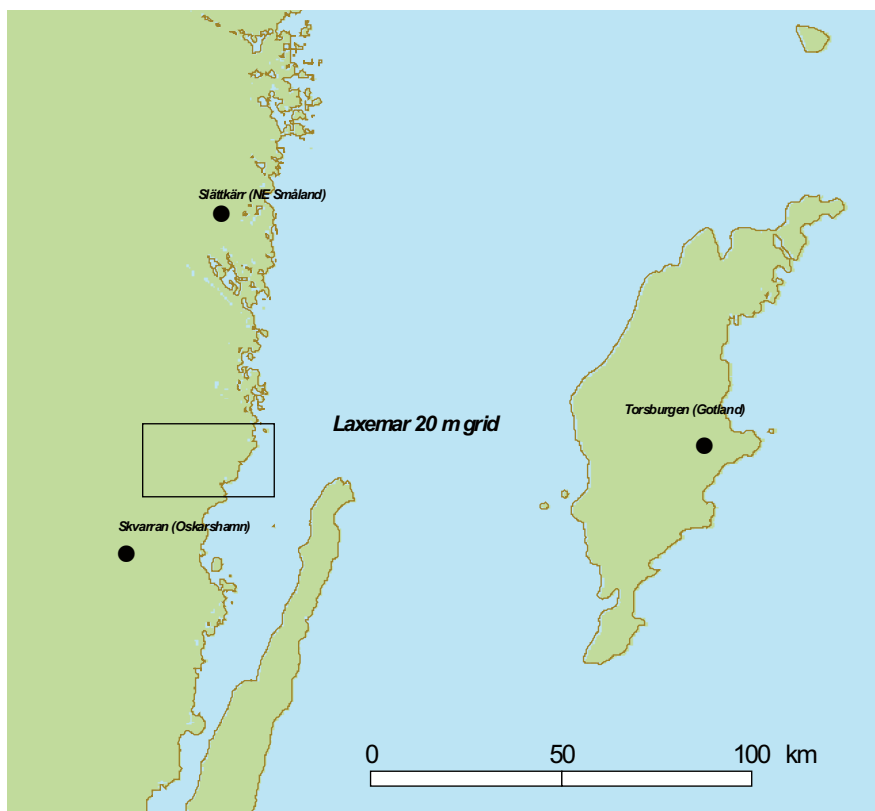 Slättkärr (NE Småland)
Torsburgen (Gotland)
Laxemar 20 m grid
Skvarran (Oskarshamn)
0 50 100 km